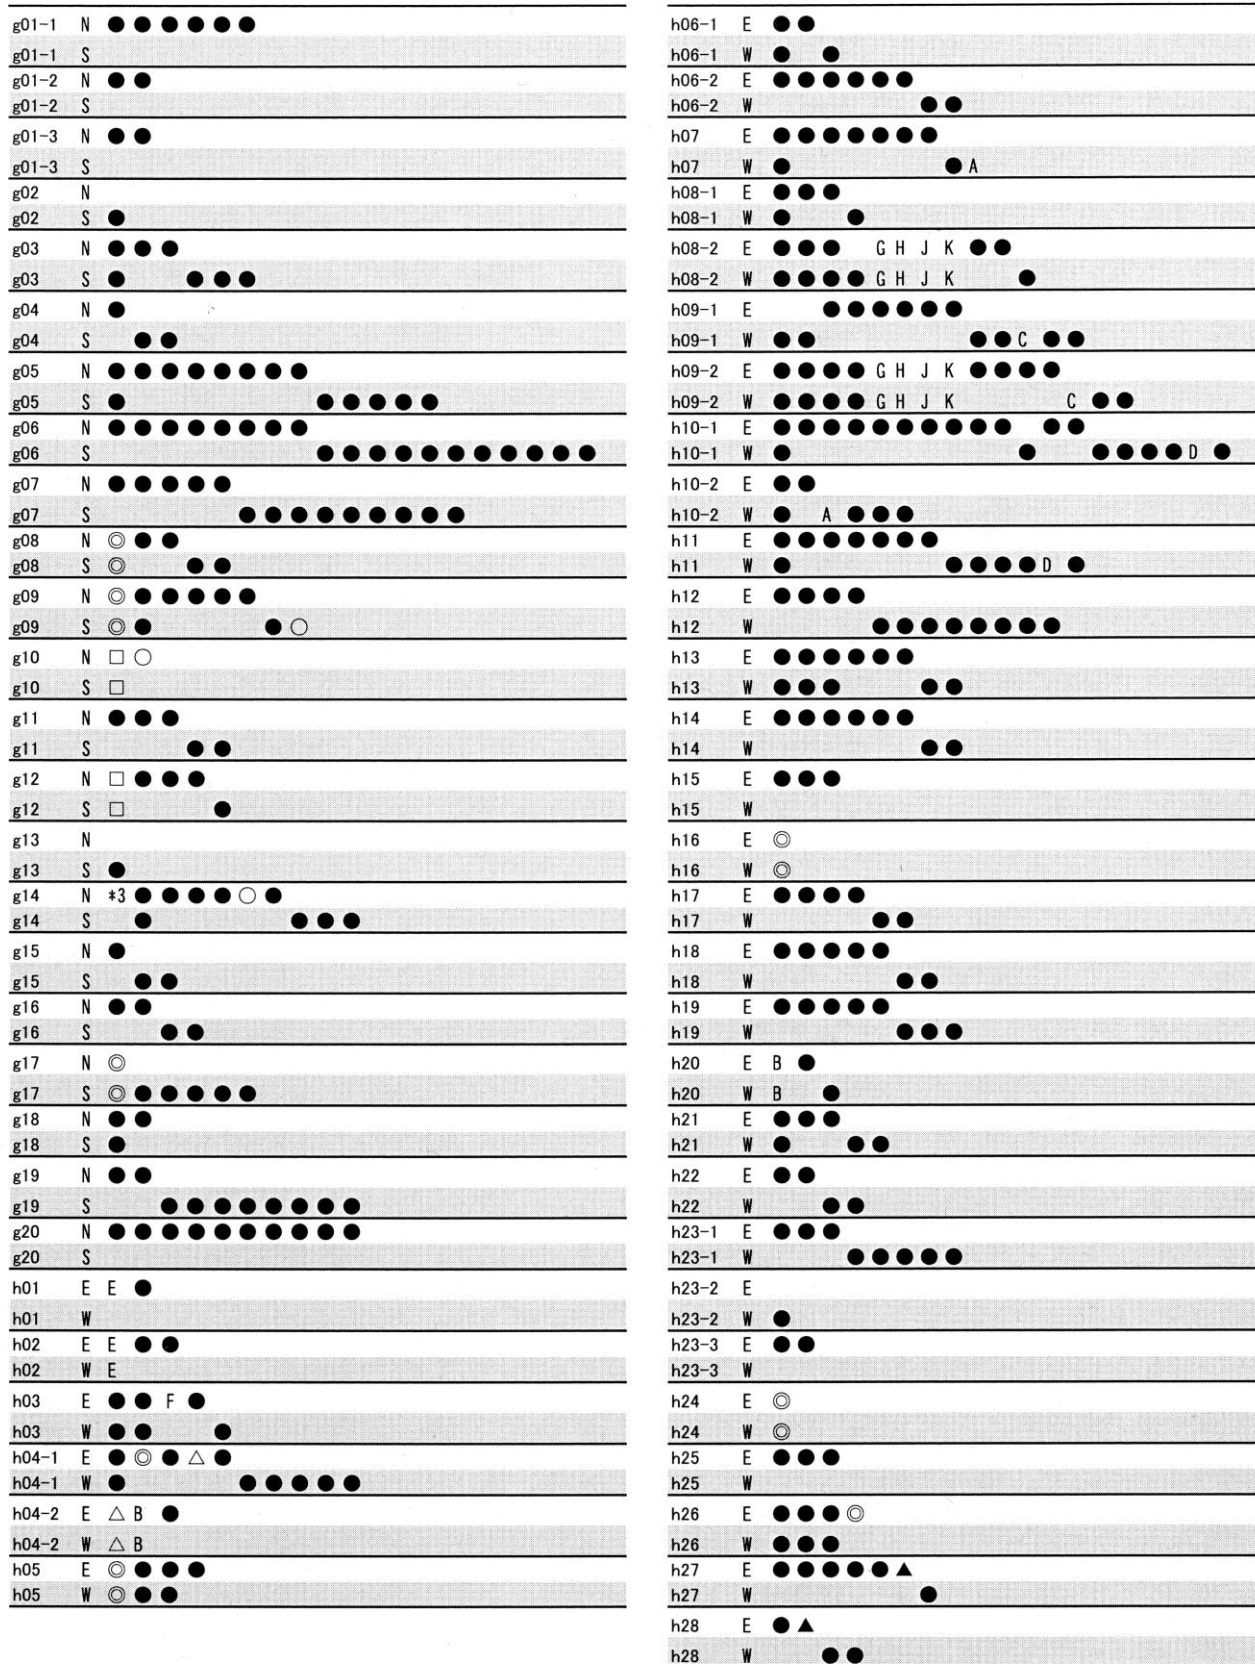 g01-1 N ● ● ● ● ● ●
g01-1 S
g01-2 N ● ●
g01-2 S
g01-3 N ● ●
g01-3 S
g02 N
g02 S ●
g03 N ● ● ●
g03 S ● ● ● ●
g04 N ●
g04 S ● ●
g05 N ● ● ● ● ● ● ● ●
g05 S ● ● ● ● ● ●
g06 N ● ● ● ● ● ● ● ●
g06 S ● ● ● ● ● ● ● ● ● ● ●
g07 N ● ● ● ● ●
g07 S ● ● ● ● ● ● ● ● ●
g08 N ◎ ● ●
g08 S ◎ ● ●
g09 N ◎ ● ● ● ● ●
g09 S ◎ ● ● ○
g10 N □ ○
g10 S □
g11 N ● ● ●
g11 S ● ●
g12 N □ ● ● ●
g12 S □ ●
g13 N
g13 S ●
g14 N *3 ● ● ● ● ○ ●
g14 S ● ● ● ●
g15 N ●
g15 S ● ●
g16 N ● ●
g16 S ● ●
g17 N ◎
g17 S ◎ ● ● ● ● ●
g18 N ● ●
g18 S ●
g19 N ● ●
g19 S ● ● ● ● ● ● ● ●
g20 N ● ● ● ● ● ● ● ● ● ●
g20 S
h01 E E ●
h01 W
h02 E E ● ●
h02 W E
h03 E ● ● F ●
h03 W ● ● ●
h04-1 E ● ◎ ● △ ●
h04-1 W ● ● ● ● ● ●
h04-2 E △ B ●
h04-2 W △ B
h05 E ◎ ● ● ●
h05 W ◎ ● ●
h06-1 E ● ●
h06-1 W ● ●
h06-2 E ● ● ● ● ● ●
h06-2 W ● ●
h07 E ● ● ● ● ● ● ●
h07 W ● ● A
h08-1 E ● ● ●
h08-1 W ● ●
h08-2 E ● ● ● G H J K ● ●
h08-2 W ● ● ● ● G H J K ●
h09-1 E ● ● ● ● ● ●
h09-1 W ● ● ● ● C ● ●
h09-2 E ● ● ● ● G H J K ● ● ● ●
h09-2 W ● ● ● ● G H J K C ● ●
h10-1 E ● ● ● ● ● ● ● ● ● ● ● ●
h10-1 W ● ● ● ● ● ● D ●
h10-2 E ● ●
h10-2 W ● A ● ● ●
h11 E ● ● ● ● ● ● ●
h11 W ● ● ● ● ● D ●
h12 E ● ● ● ●
h12 W ● ● ● ● ● ● ● ●
h13 E ● ● ● ● ● ●
h13 W ● ● ● ● ●
h14 E ● ● ● ● ● ●
h14 W ● ●
h15 E ● ● ●
h15 W
h16 E ◎
h16 W ◎
h17 E ● ● ● ●
h17 W ● ●
h18 E ● ● ● ● ●
h18 W ● ●
h19 E ● ● ● ● ●
h19 W ● ● ●
h20 E B ●
h20 W B ●
h21 E ● ● ●
h21 W ● ● ●
h22 E ● ●
h22 W ● ●
h23-1 E ● ● ●
h23-1 W ● ● ● ● ●
h23-2 E
h23-2 W ●
h23-3 E ● ●
h23-3 W
h24 E ◎
h24 W ◎
h25 E ● ● ●
h25 W
h26 E ● ● ● ◎
h26 W ● ● ●
h27 E ● ● ● ● ● ▲
h27 W ●
h28 E ● ▲
h28 W ● ●